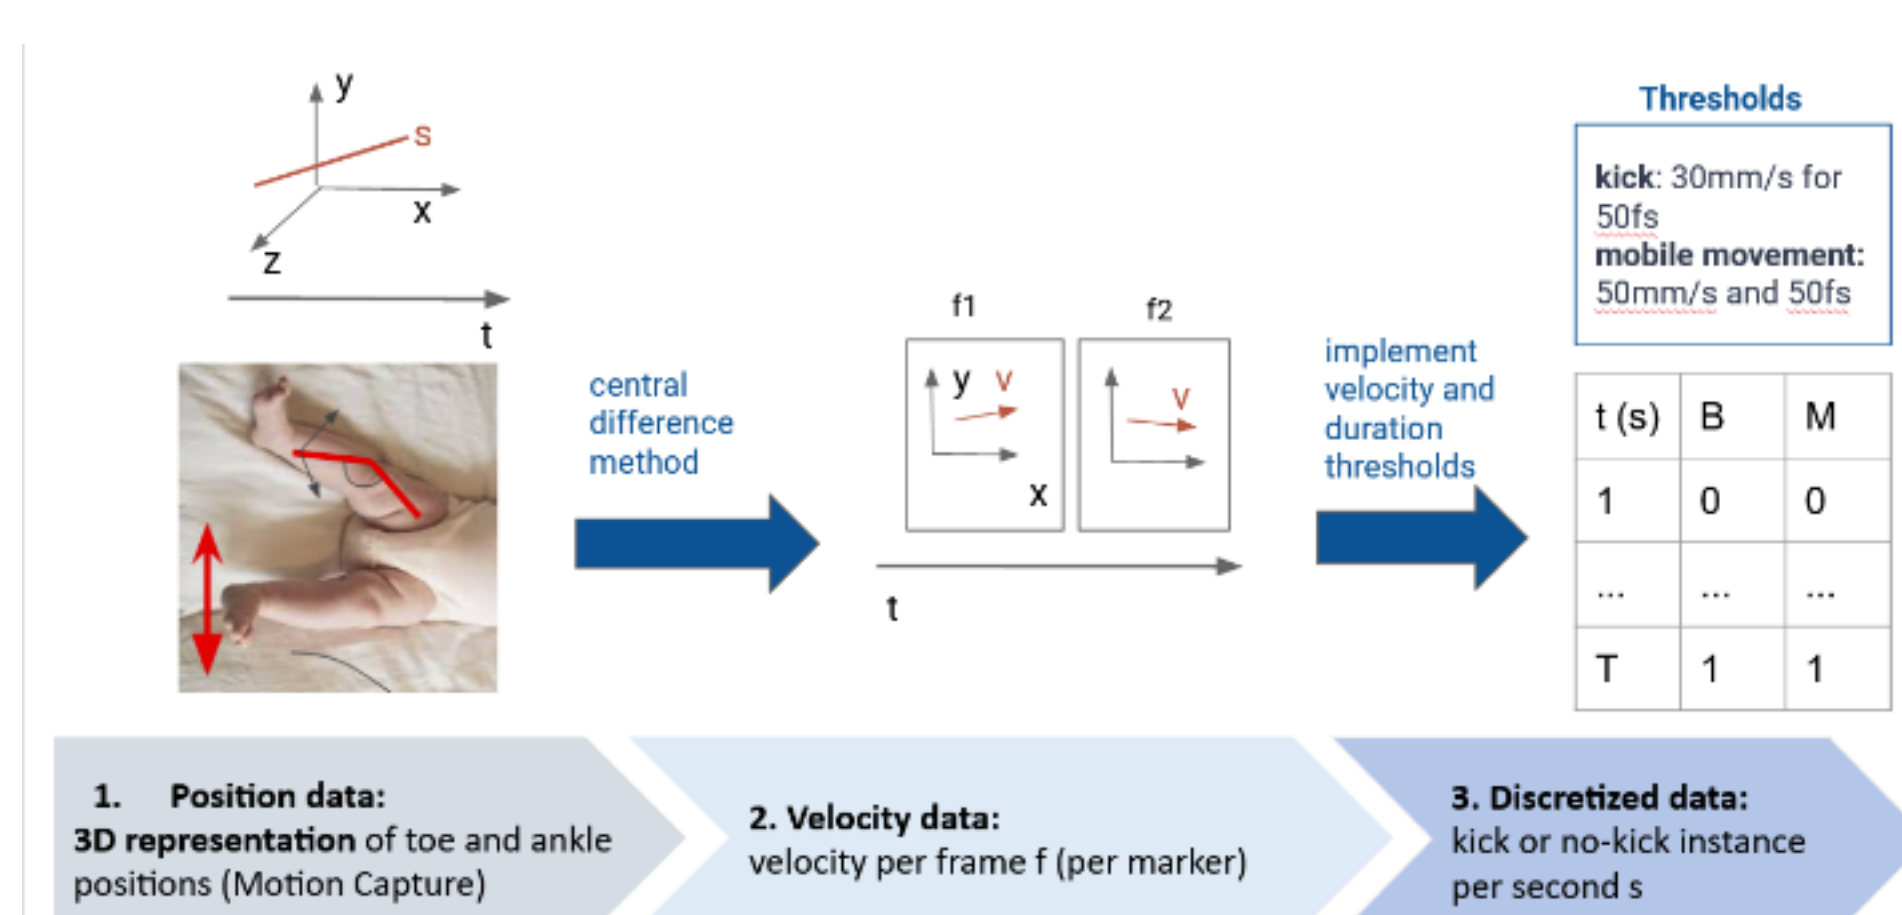 y
s
x
z
t
central
difference
method
f1
f2
y v
v
x
t
implement
velocity and
duration
thresholds
Thresholds
kick: 30mm/s for
50fs
mobile movement:
50mm/s and 50fs
t (s) B M
1 0 0
... ... ...
T 1 1
1. Position data:
3D representation of toe and ankle
positions (Motion Capture)
2. Velocity data:
velocity per frame f (per marker)
3. Discretized data:
kick or no-kick instance
per second s